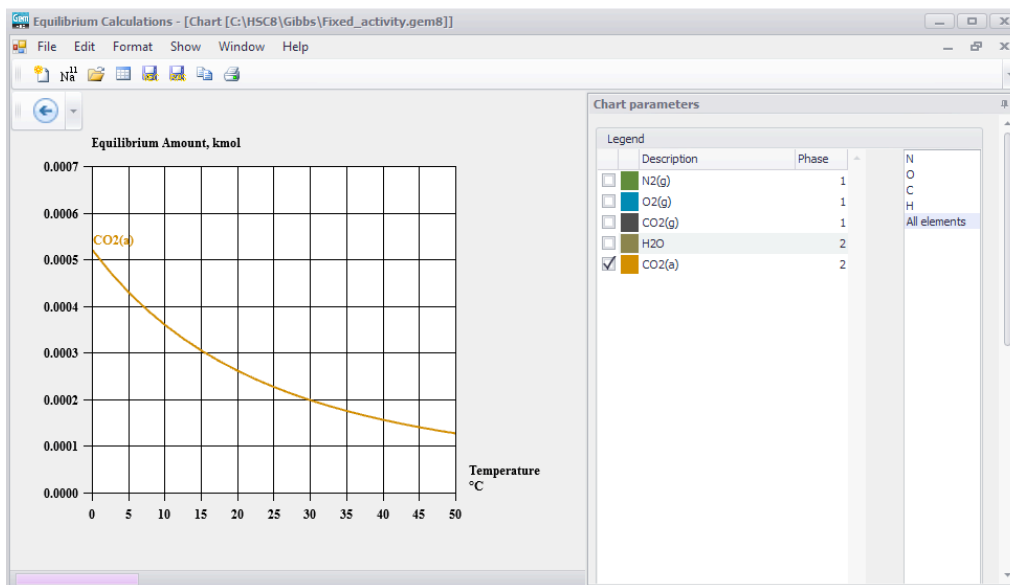 Gem
Equilibrium Calculations - [Chart [C:\HSC8\Gibbs\Fixed_activity.gem8]]
File Edit Format Show Window Help
Na 11
Chart parameters
Equilibrium Amount, kmol
0.0007
0.0006
0.0005
0.0004
0.0003
0.0002
0.0001
0.0000
CO2(a)
0 5 10 15 20 25 30 35 40 45 50
Temperature
°C
Legend
Description Phase
N2(g) 1
O2(g) 1
CO2(g) 1
H2O 2
CO2(a) 2
N
O
C
H
All elements